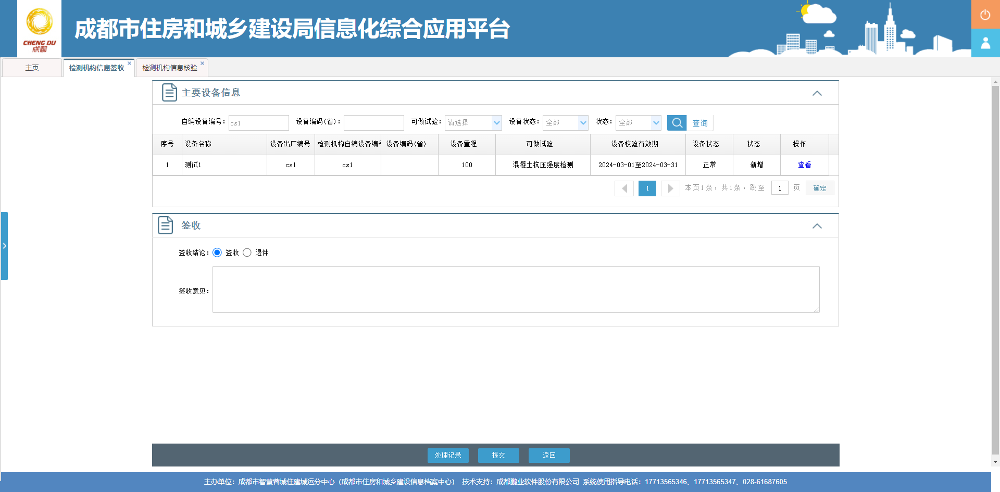 CHENG DU
成都
成都市住房和城乡建设局信息化综合应用平台
主页 检测机构信息签收 检测机构信息核验
主要设备信息
自编设备编号： cs1 设备编码(省)： 可做试验： 请选择 设备状态： 全部 状态： 全部 查询
序号 设备名称 设备出厂编号 检测机构自编设备编号 设备编码(省) 设备量程 可做试验 设备校验有效期 设备状态 状态 操作
1 测试1 cs1 cs1 100 混凝土抗压强度检测 2024-03-01至2024-03-31 正常 新增 查看
1 本页1条，共1条，跳至 1 页 确定
签收
签收结论： 签收 退件
签收意见：
处理记录 提交 返回
主办单位：成都市智慧蓉城住建城运分中心（成都市住房和城乡建设信息档案中心） 技术支持：成都鹏业软件股份有限公司 系统使用指导电话：17713565346、17713565347、028-61687605